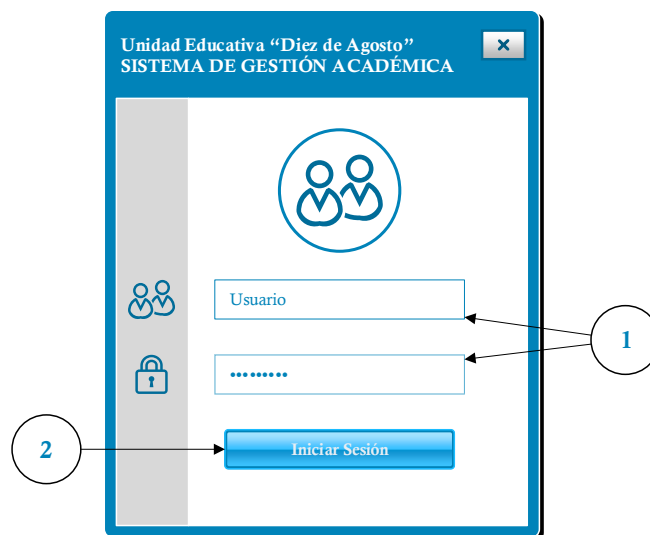 Unidad Educativa “Diez de Agosto”
SISTEMA DE GESTIÓN ACADÉMICA
Usuario
1
•••••••••
2
Iniciar Sesión